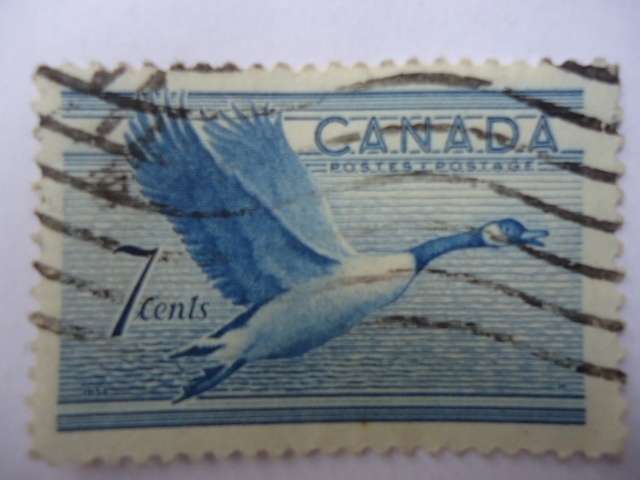 CANADA
POSTES · POSTAGE
7 Cents